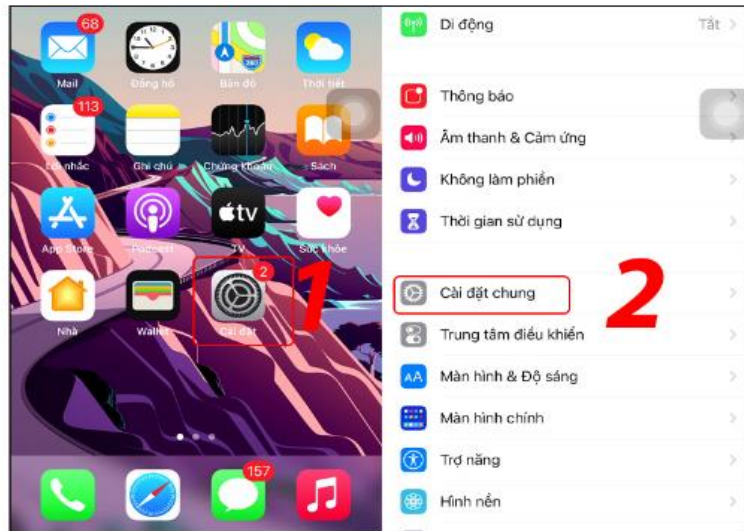 68
Mail
Đồng hồ
Bản đồ
280
Thời tiết
113
Lời nhắc
Ghi chú
Chứng khoán
Sách
App Store
Podcast
tv
TV
Sức khỏe
2
Nhà
Wallet
Cài đặt
1
157
Di động
Tắt
Thông báo
Âm thanh & Cảm ứng
Không làm phiền
Thời gian sử dụng
Cài đặt chung
2
Trung tâm điều khiển
AA
Màn hình & Độ sáng
Màn hình chính
Trợ năng
Hình nền